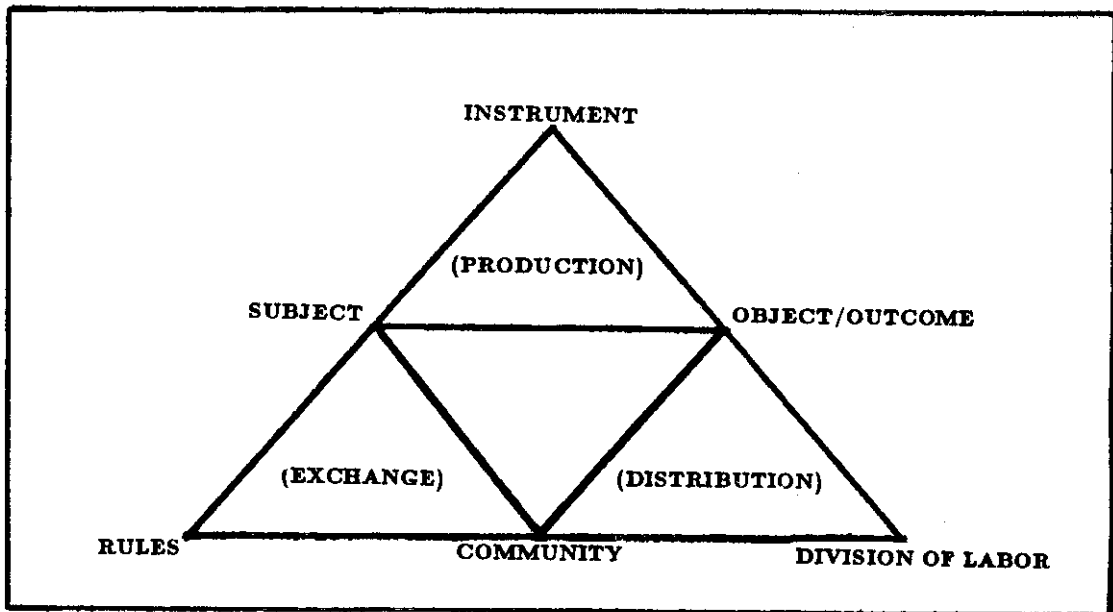 INSTRUMENT
(PRODUCTION)
SUBJECT
OBJECT/OUTCOME
(EXCHANGE)
(DISTRIBUTION)
RULES
COMMUNITY
DIVISION OF LABOR